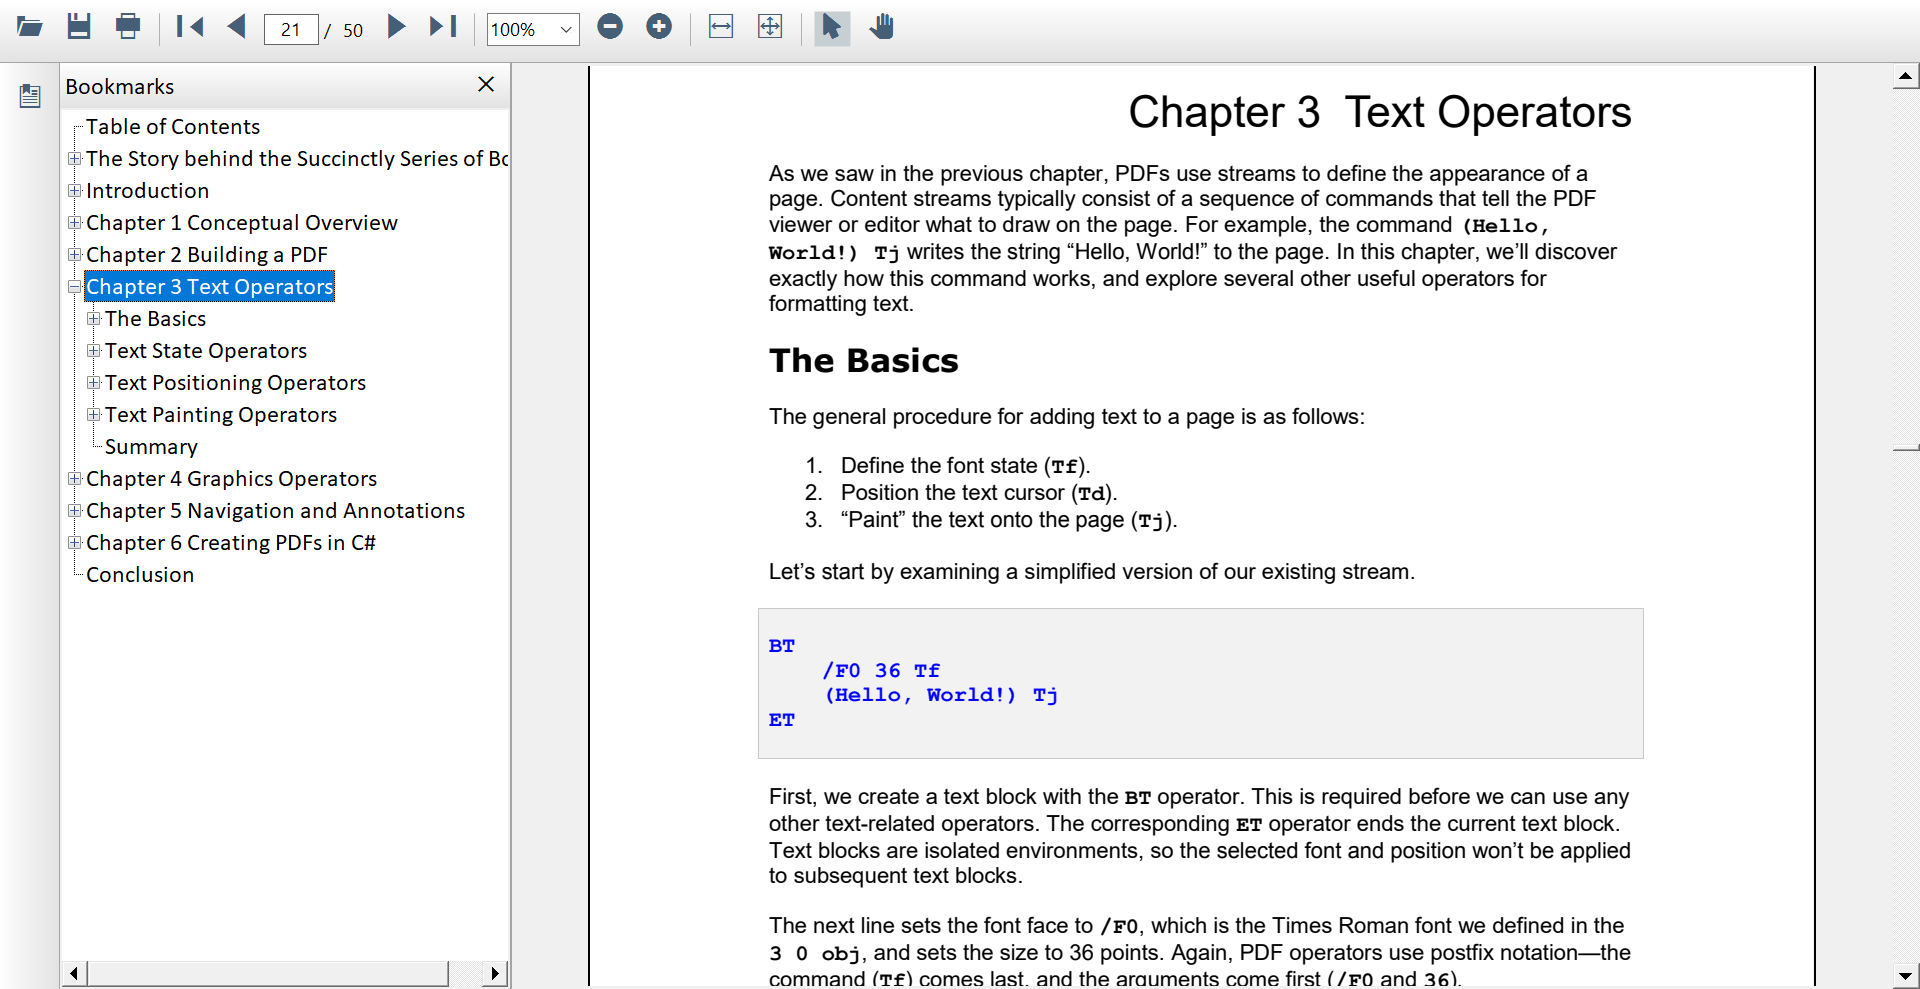 21 / 50 100%
Bookmarks
Table of Contents
The Story behind the Succinctly Series of Bo
Introduction
Chapter 1 Conceptual Overview
Chapter 2 Building a PDF
Chapter 3 Text Operators
The Basics
Text State Operators
Text Positioning Operators
Text Painting Operators
Summary
Chapter 4 Graphics Operators
Chapter 5 Navigation and Annotations
Chapter 6 Creating PDFs in C#
Conclusion
Chapter 3 Text Operators
As we saw in the previous chapter, PDFs use streams to define the appearance of a
page. Content streams typically consist of a sequence of commands that tell the PDF
viewer or editor what to draw on the page. For example, the command (Hello,
World!) Tj writes the string “Hello, World!” to the page. In this chapter, we’ll discover
exactly how this command works, and explore several other useful operators for
formatting text.
The Basics
The general procedure for adding text to a page is as follows:
1. Define the font state (Tf).
2. Position the text cursor (Td).
3. “Paint” the text onto the page (Tj).
Let’s start by examining a simplified version of our existing stream.
BT
/F0 36 Tf
(Hello, World!) Tj
ET
First, we create a text block with the BT operator. This is required before we can use any
other text-related operators. The corresponding ET operator ends the current text block.
Text blocks are isolated environments, so the selected font and position won’t be applied
to subsequent text blocks.
The next line sets the font face to /F0, which is the Times Roman font we defined in the
3 0 obj, and sets the size to 36 points. Again, PDF operators use postfix notation—the
command (Tf) comes last, and the arguments come first (/F0 and 36).